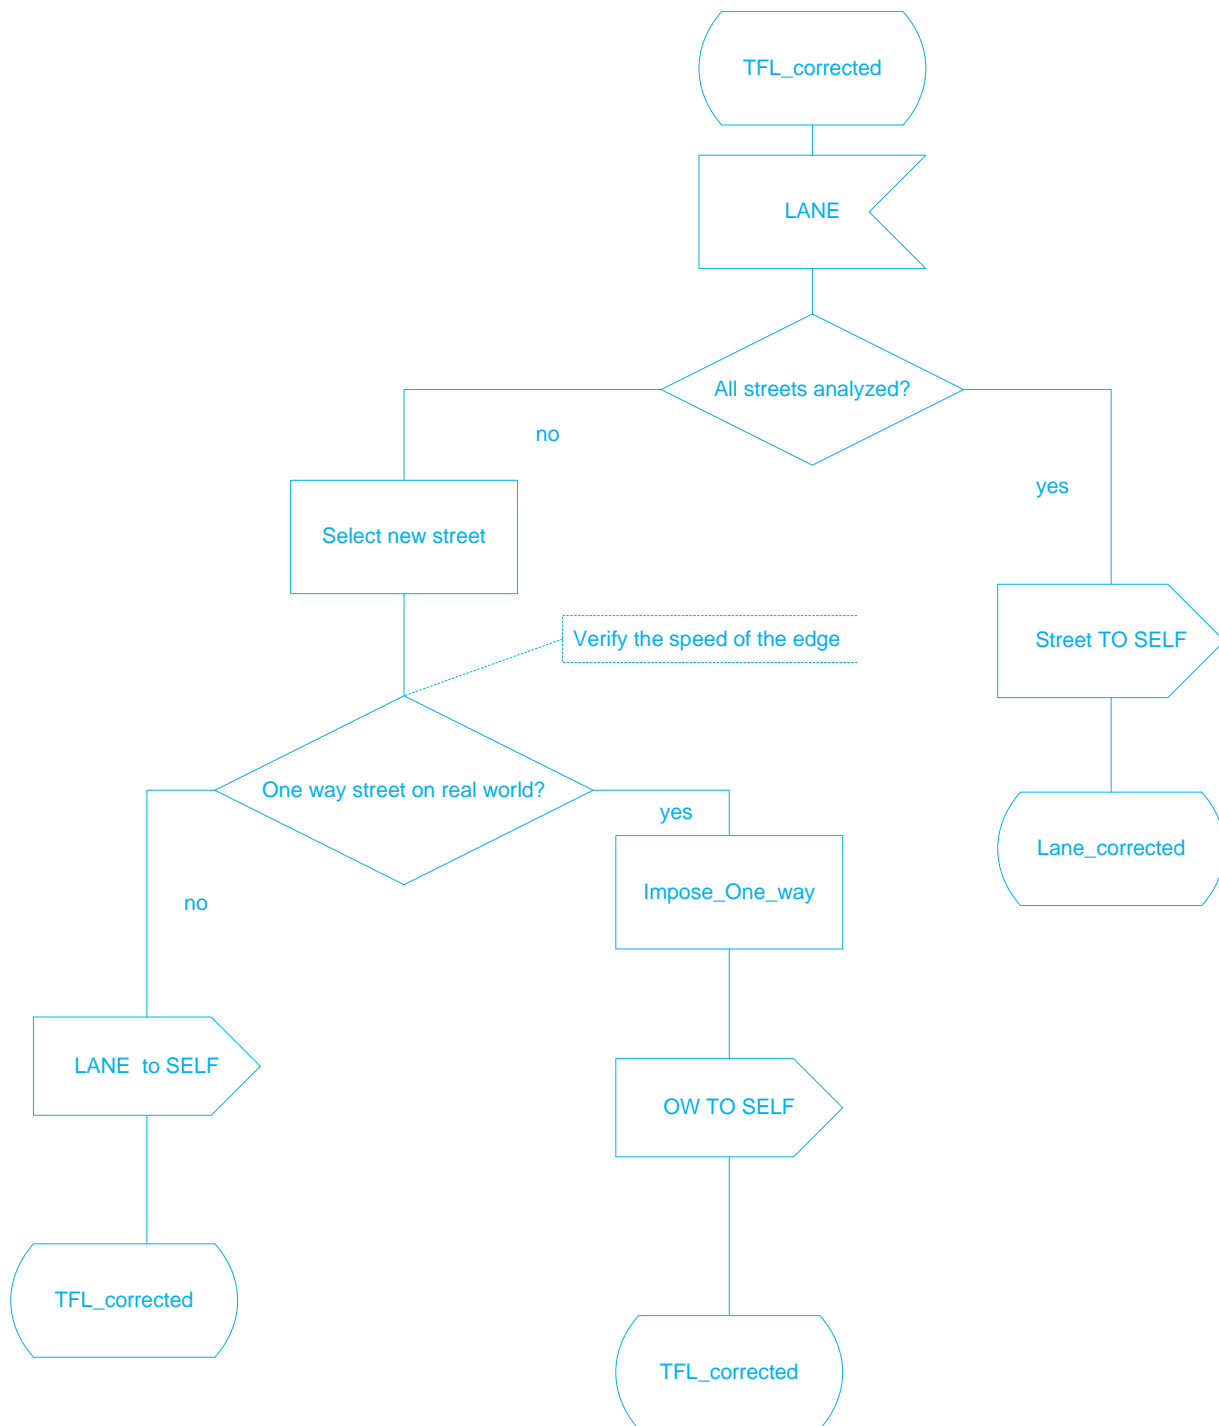 TFL_corrected
LANE
All streets analyzed?
no
yes
Select new street
Verify the speed of the edge
Street TO SELF
One way street on real world?
yes
Lane_corrected
no
Impose_One_way
LANE  to SELF
OW TO SELF
TFL_corrected
TFL_corrected